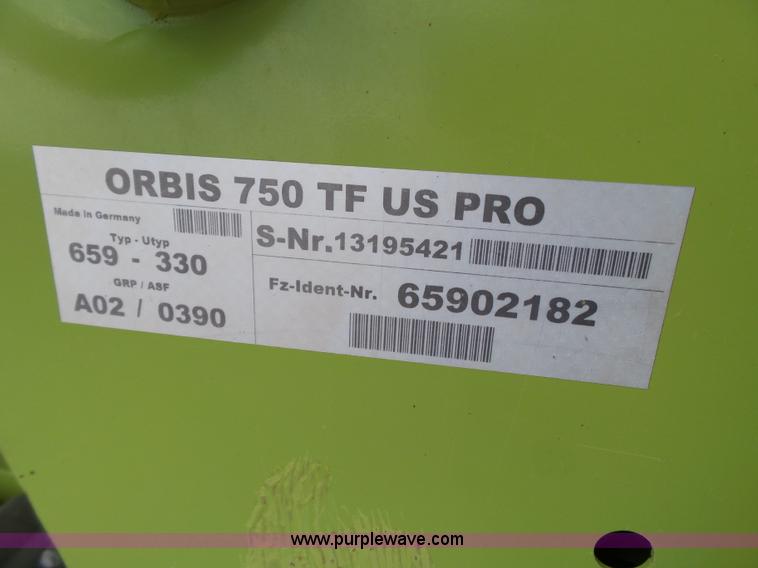 ORBIS 750 TF US PRO
Made in Germany
Typ - Utyp
659 - 330
GRP / ASF
A02 / 0390
S-Nr.13195421
Fz-Ident-Nr. 65902182
www.purplewave.com